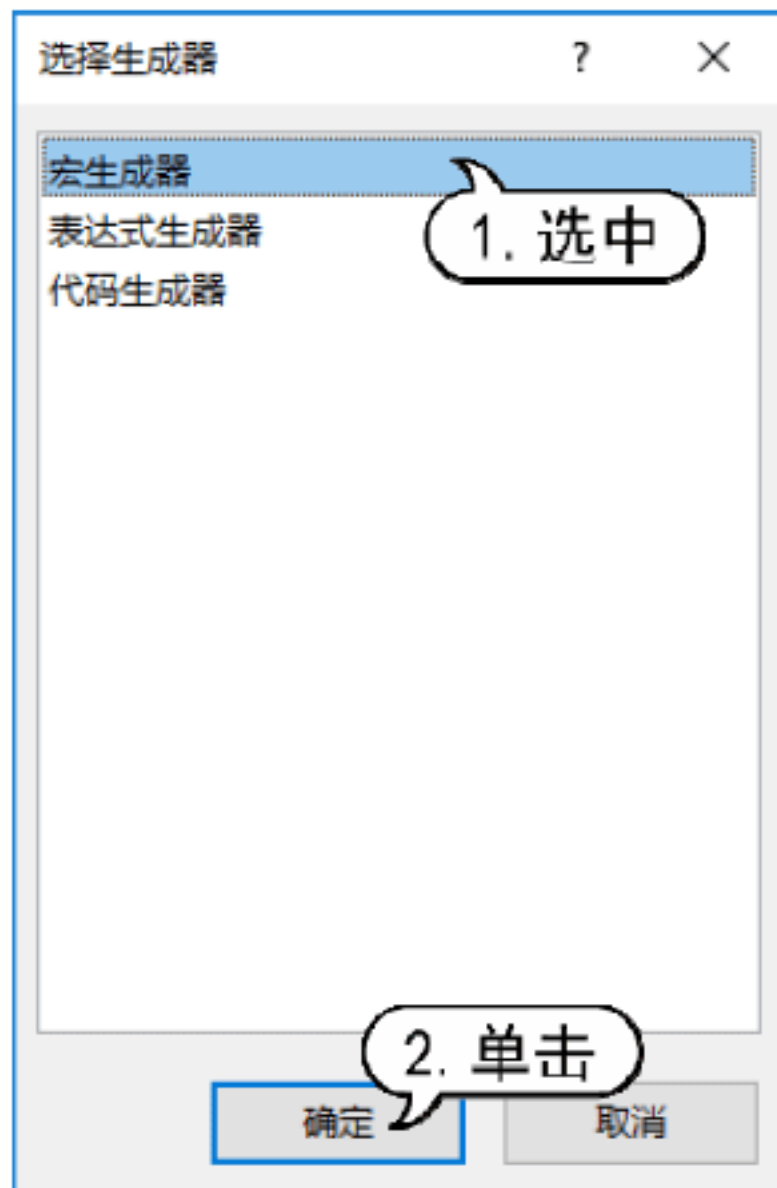 选择生成器
?
×
宏生成器
1. 选中
表达式生成器
代码生成器
2. 单击
确定
取消